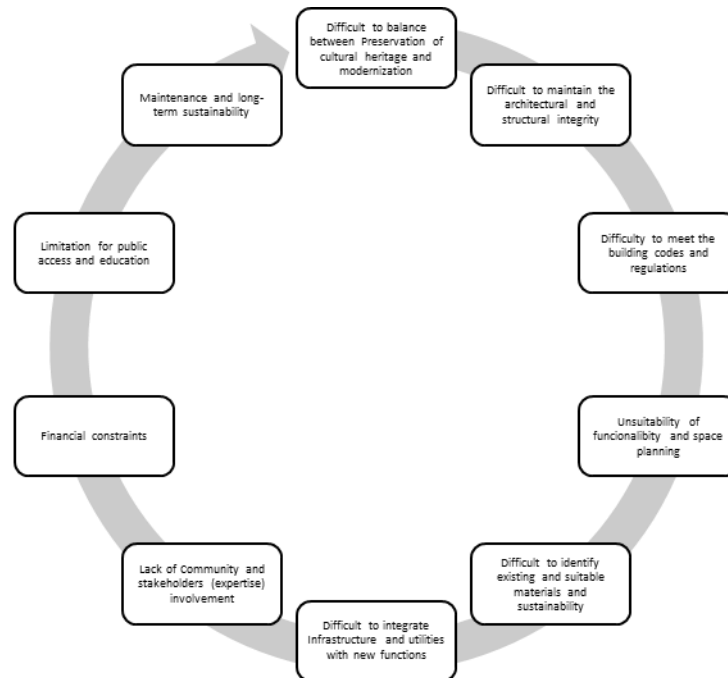 Difficult to balance
between Preservation of
cultural heritage and
modernization
Difficult to maintain the
architectural and
structural integrity
Difficulty to meet the
building codes and
regulations
Unsuitability of
funcionalibity and space
planning
Difficult to identify
existing and suitable
materials and
sustainability
Difficult to integrate
Infrastructure and utilities
with new functions
Lack of Community and
stakeholders (expertise)
involvement
Financial constraints
Limitation for public
access and education
Maintenance and long-
term sustainability